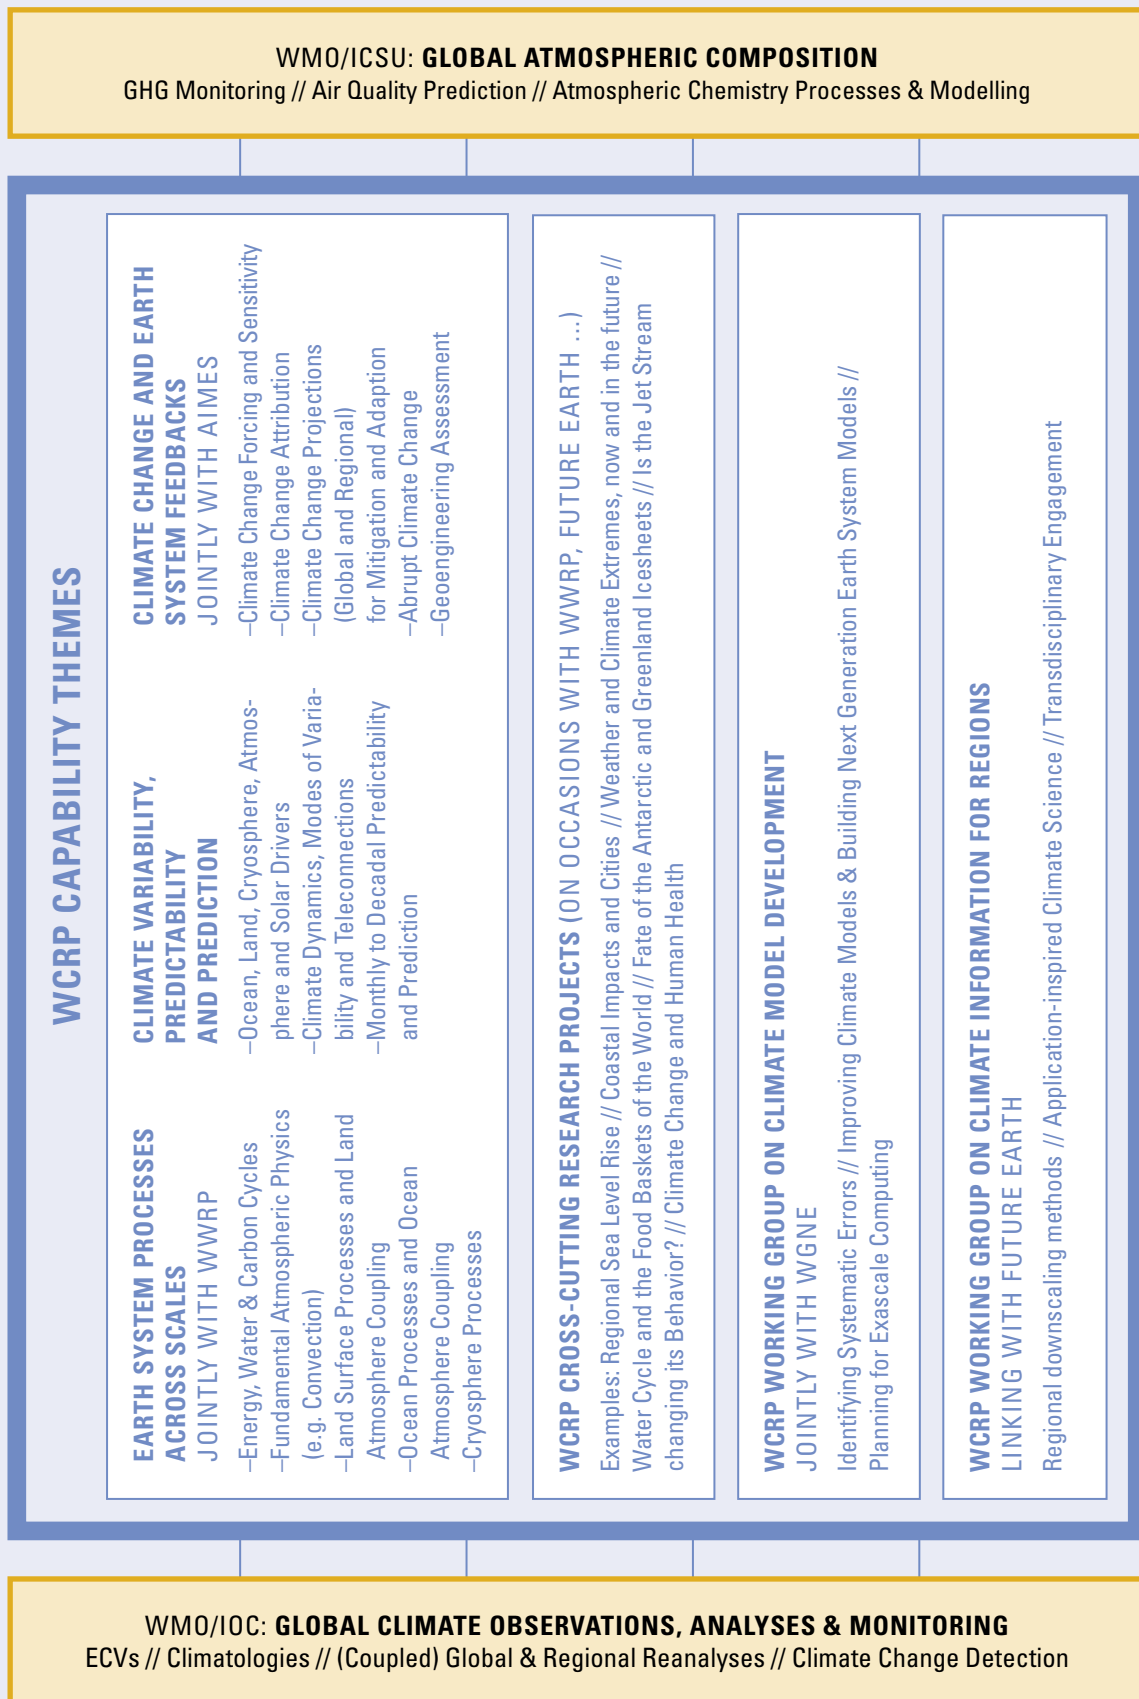 WMO/ICSU: GLOBAL ATMOSPHERIC COMPOSITION
GHG Monitoring // Air Quality Prediction // Atmospheric Chemistry Processes & Modelling
WCRP CAPABILITY THEMES
EARTH SYSTEM PROCESSES
ACROSS SCALES
JOINTLY WITH WWRP
–Energy, Water & Carbon Cycles
–Fundamental Atmospheric Physics
(e.g. Convection)
–Land Surface Processes and Land
Atmosphere Coupling
–Ocean Processes and Ocean
Atmosphere Coupling
–Cryosphere Processes
CLIMATE VARIABILITY,
PREDICTABILITY
AND PREDICTION
–Ocean, Land, Cryosphere, Atmos-
phere and Solar Drivers
–Climate Dynamics, Modes of Varia-
bility and Teleconnections
–Monthly to Decadal Predictability
and Prediction
CLIMATE CHANGE AND EARTH
SYSTEM FEEDBACKS
JOINTLY WITH AIMES
–Climate Change Forcing and Sensitivity
–Climate Change Attribution
–Climate Change Projections
(Global and Regional)
for Mitigation and Adaption
–Abrupt Climate Change
–Geoengineering Assessment
WCRP CROSS-CUTTING RESEARCH PROJECTS (ON OCCASIONS WITH WWRP, FUTURE EARTH ...)
Examples: Regional Sea Level Rise // Coastal Impacts and Cities // Weather and Climate Extremes, now and in the future //
Water Cycle and the Food Baskets of the World // Fate of the Antarctic and Greenland Icesheets // Is the Jet Stream
changing its Behavior? // Climate Change and Human Health
WCRP WORKING GROUP ON CLIMATE MODEL DEVELOPMENT
JOINTLY WITH WGNE
Identifying Systematic Errors // Improving Climate Models & Building Next Generation Earth System Models //
Planning for Exascale Computing
WCRP WORKING GROUP ON CLIMATE INFORMATION FOR REGIONS
LINKING WITH FUTURE EARTH
Regional downscaling methods // Application-inspired Climate Science // Transdisciplinary Engagement
WMO/IOC: GLOBAL CLIMATE OBSERVATIONS, ANALYSES & MONITORING
ECVs // Climatologies // (Coupled) Global & Regional Reanalyses // Climate Change Detection